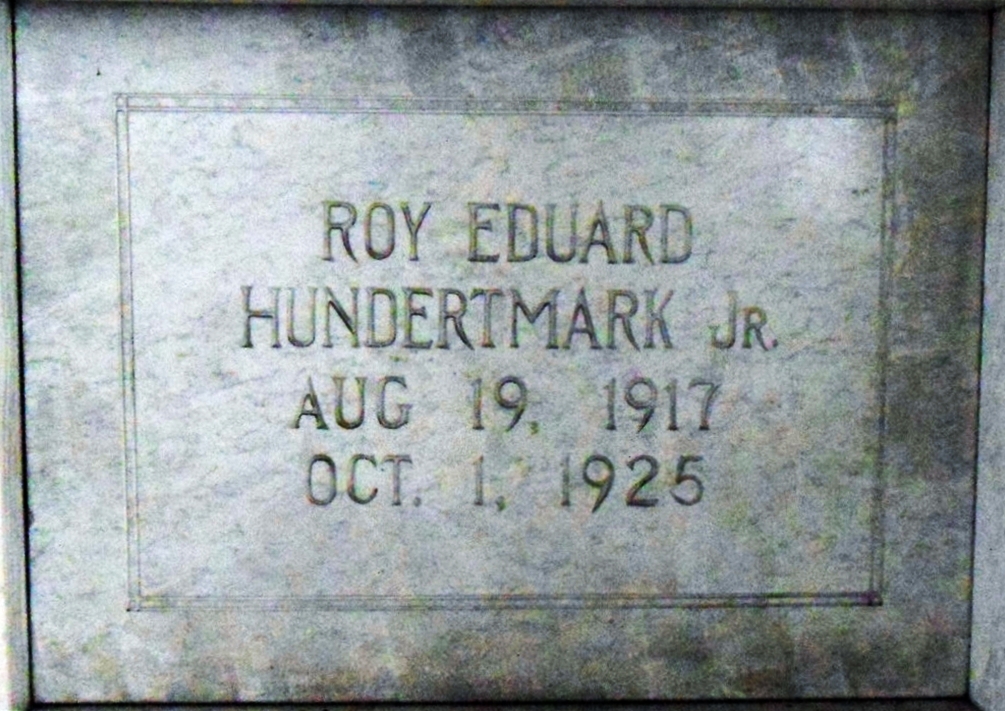 ROY EDUARD
HUNDERTMARK JR.
AUG 19, 1917
OCT. 1, 1925